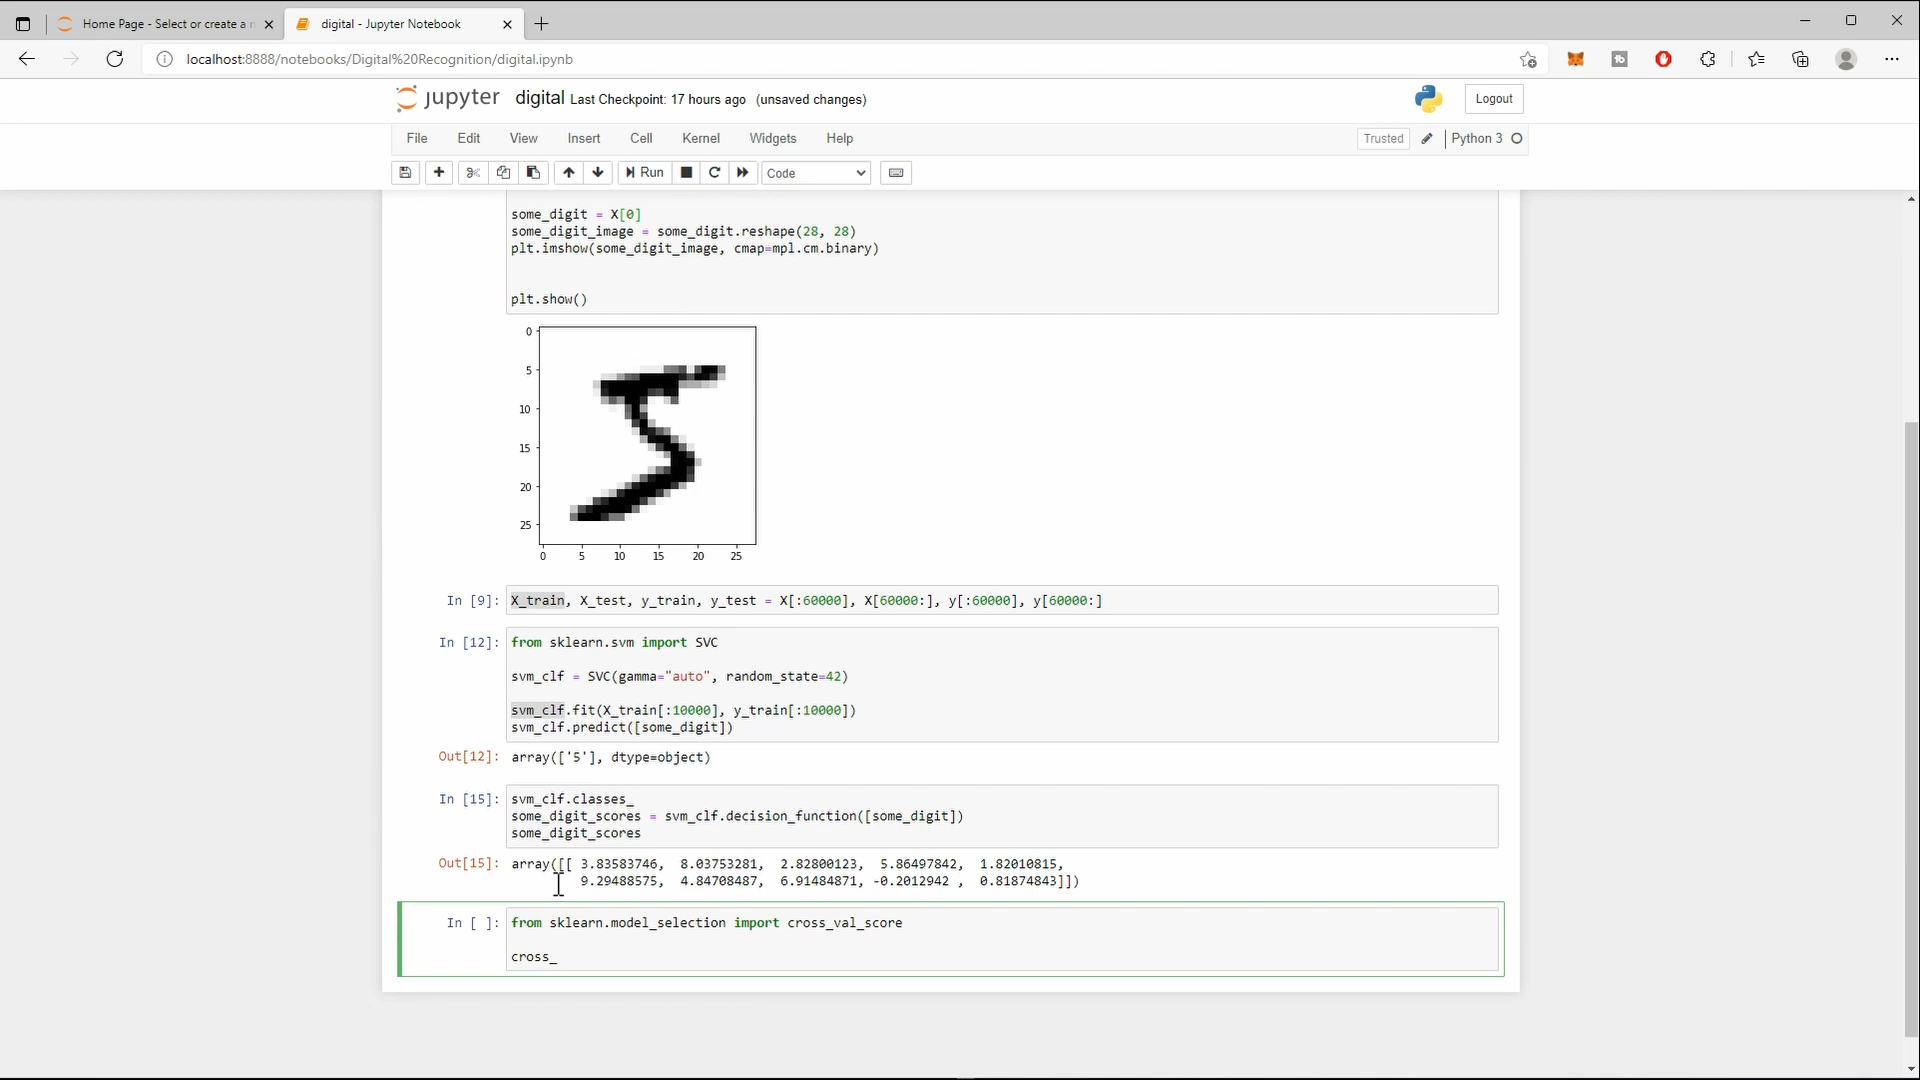 Home Page - Select or create a n
digital - Jupyter Notebook
localhost:8888/notebooks/Digital%20Recognition/digital.ipynb
jupyter digital Last Checkpoint: 17 hours ago (unsaved changes)
Logout
File Edit View Insert Cell Kernel Widgets Help
Trusted Python 3
Run Code
some_digit = X[0]
some_digit_image = some_digit.reshape(28, 28)
plt.imshow(some_digit_image, cmap=mpl.cm.binary)
plt.show()
0
5
10
15
20
25
0 5 10 15 20 25
In [9]: X_train, X_test, y_train, y_test = X[:60000], X[60000:], y[:60000], y[60000:]
In [12]: from sklearn.svm import SVC
svm_clf = SVC(gamma="auto", random_state=42)
svm_clf.fit(X_train[:10000], y_train[:10000])
svm_clf.predict([some_digit])
Out[12]: array(['5'], dtype=object)
In [15]: svm_clf.classes_
some_digit_scores = svm_clf.decision_function([some_digit])
some_digit_scores
Out[15]: array([[ 3.83583746, 8.03753281, 2.82800123, 5.86497842, 1.82010815,
9.29488575, 4.84708487, 6.91484871, -0.2012942 , 0.81874843]])
In [ ]: from sklearn.model_selection import cross_val_score
cross_